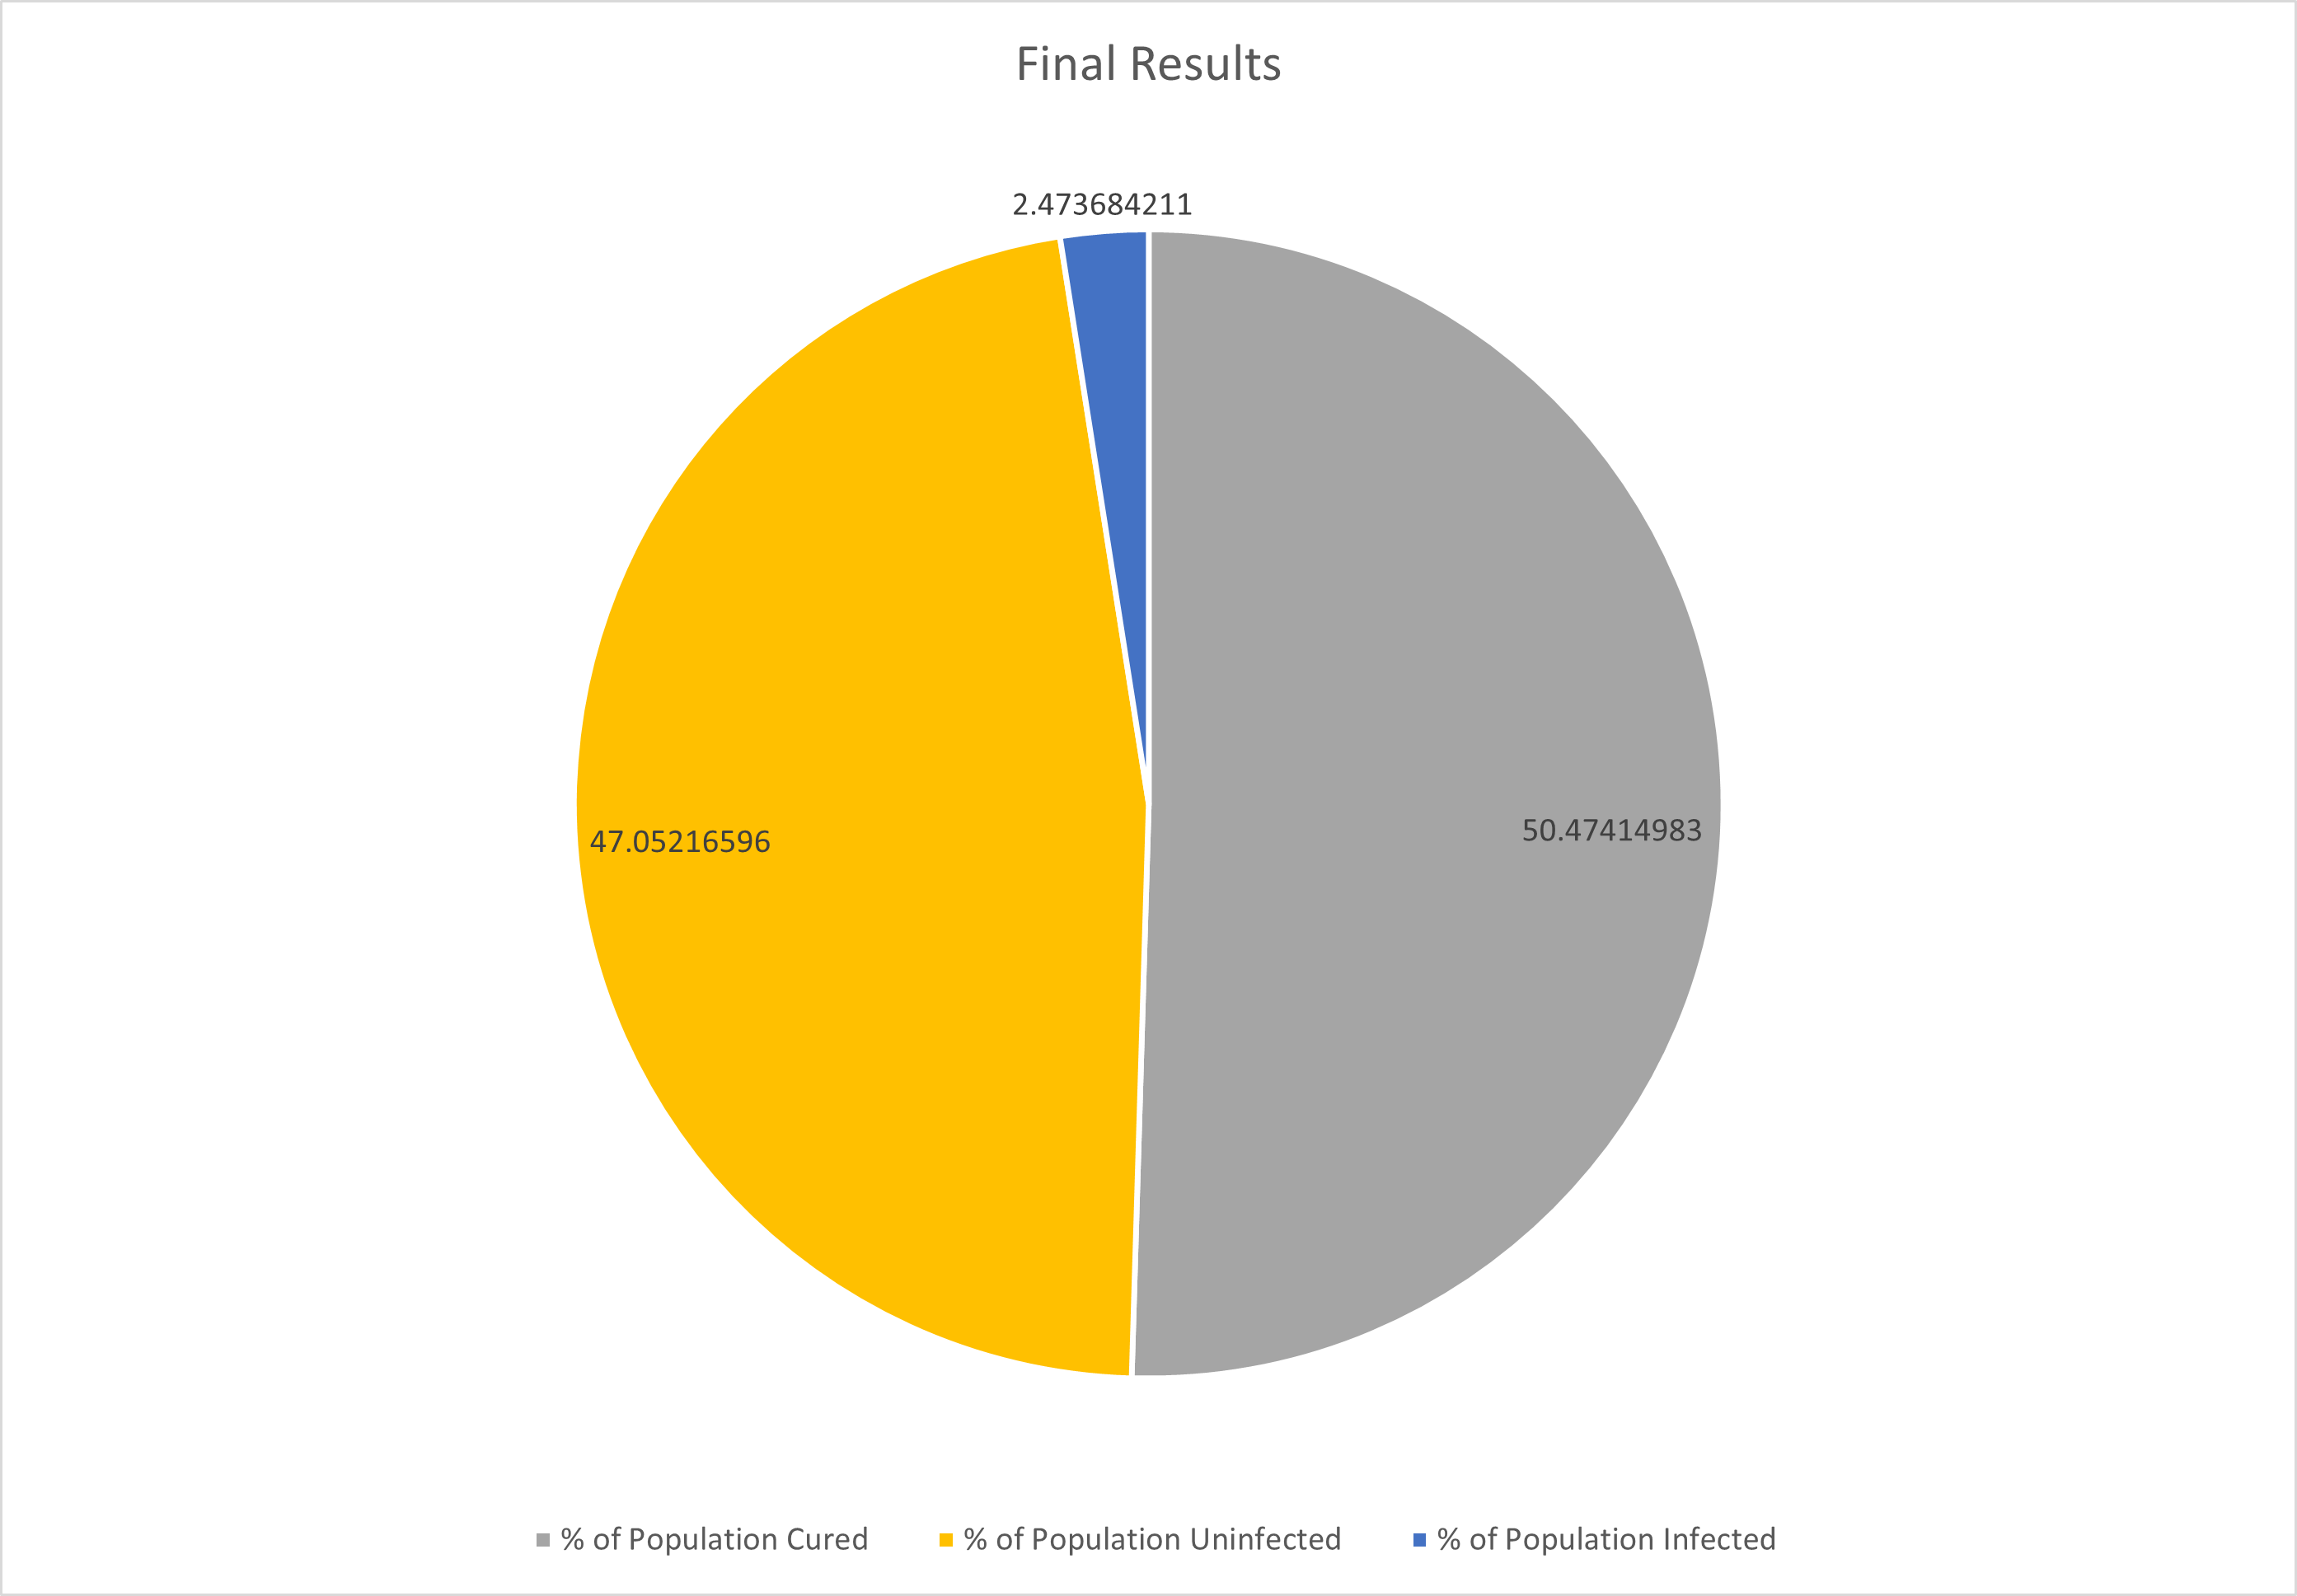 Final Results
2.473684211
50.47414983
47.05216596
% of Population Cured
% of Population Uninfected
% of Population Infected